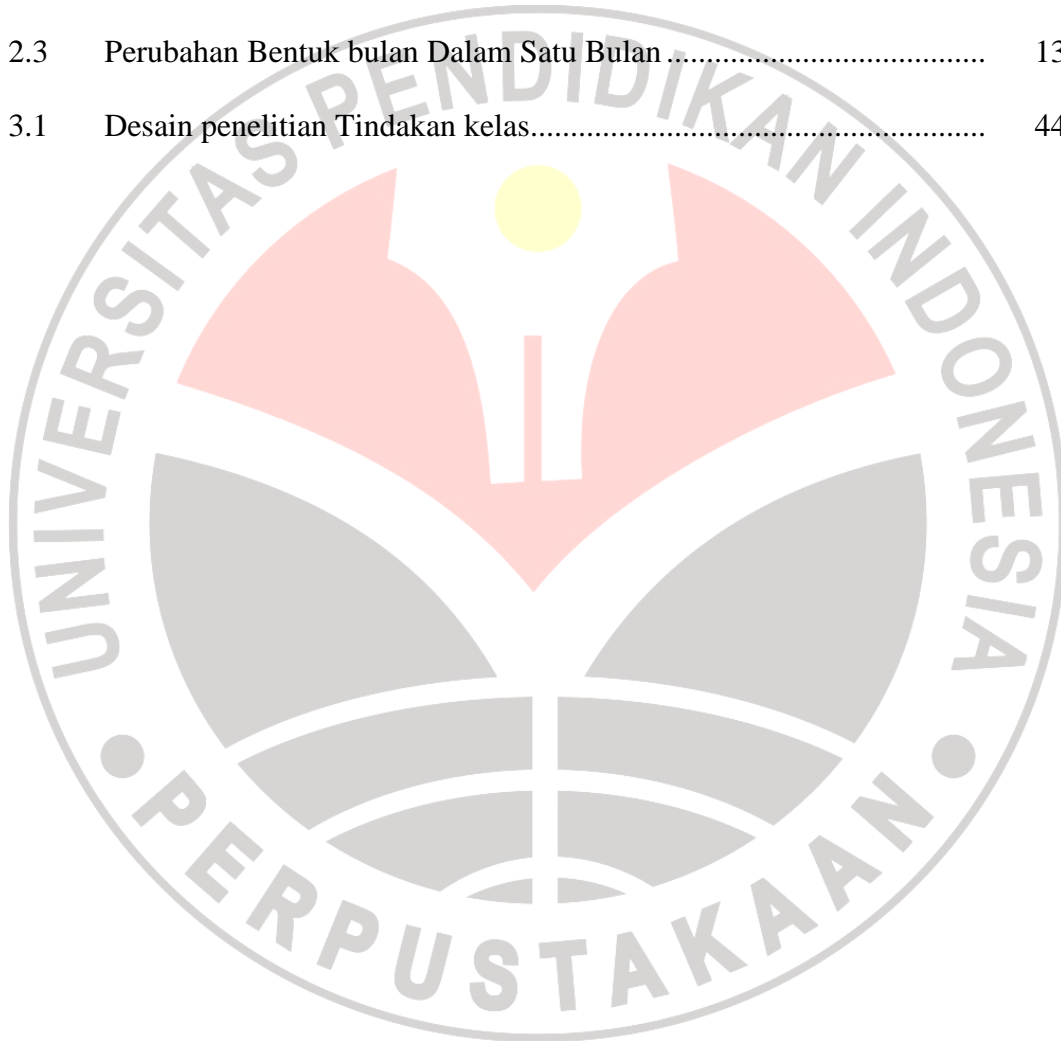 2.3 Perubahan Bentuk bulan Dalam Satu Bulan ........................................ 13
3.1 Desain penelitian Tindakan kelas......................................................... 44
UNIVERSITAS PENDIDIKAN INDONESIA
PERPUSTAKAAN